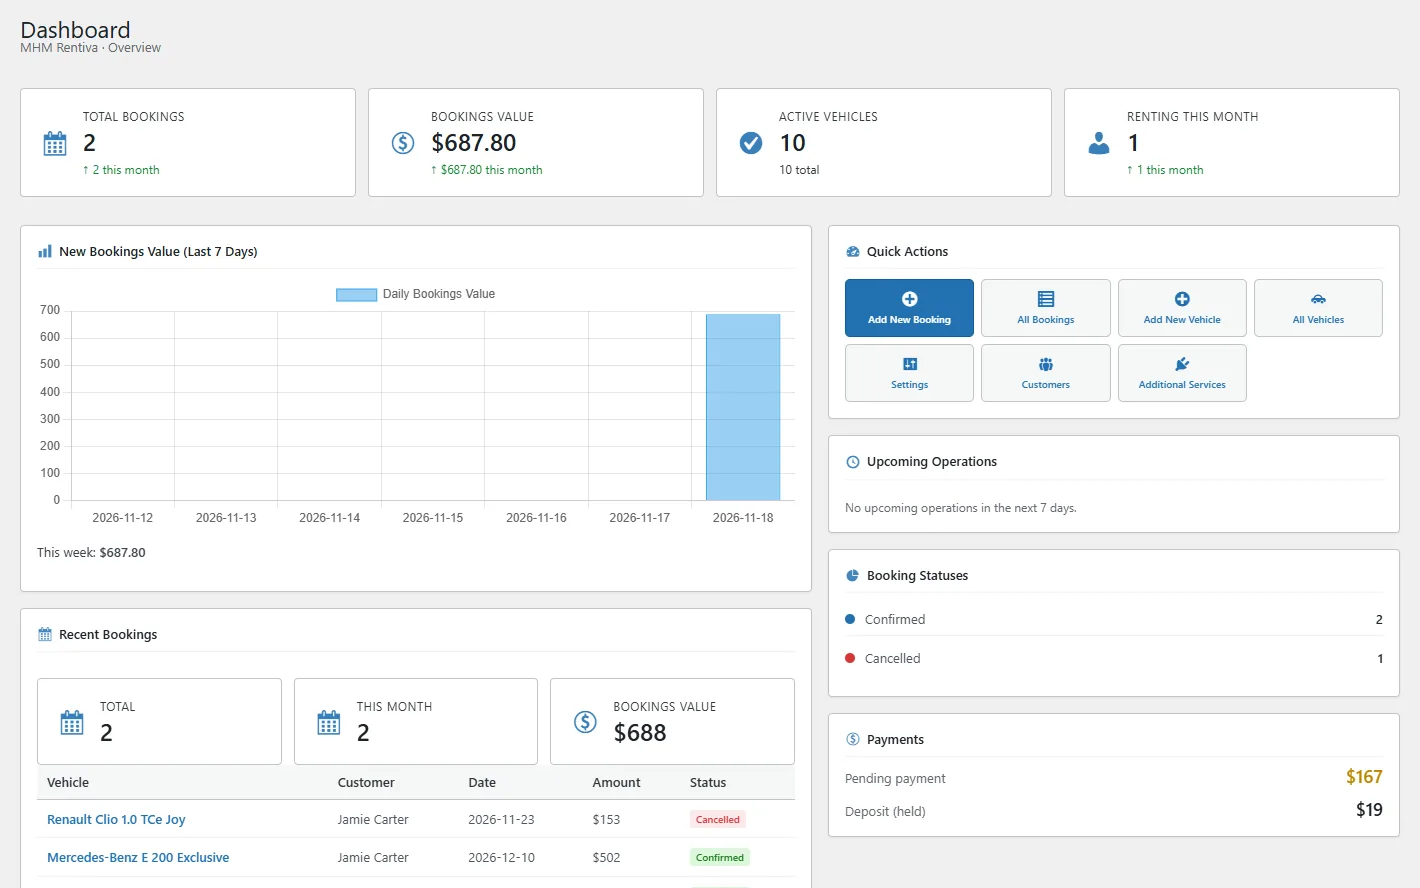 Dashboard
MHM Rentiva · Overview
TOTAL BOOKINGS
2
↑ 2 this month
BOOKINGS VALUE
$687.80
↑ $687.80 this month
ACTIVE VEHICLES
10
10 total
RENTING THIS MONTH
1
↑ 1 this month
New Bookings Value (Last 7 Days)
Daily Bookings Value
700
600
500
400
300
200
100
0
2026-11-12 2026-11-13 2026-11-14 2026-11-15 2026-11-16 2026-11-17 2026-11-18
This week: $687.80
Recent Bookings
TOTAL
2
THIS MONTH
2
BOOKINGS VALUE
$688
Vehicle Customer Date Amount Status
Renault Clio 1.0 TCe Joy Jamie Carter 2026-11-23 $153 Cancelled
Mercedes-Benz E 200 Exclusive Jamie Carter 2026-12-10 $502 Confirmed
Quick Actions
Add New Booking
All Bookings
Add New Vehicle
All Vehicles
Settings
Customers
Additional Services
Upcoming Operations
No upcoming operations in the next 7 days.
Booking Statuses
Confirmed 2
Cancelled 1
Payments
Pending payment $167
Deposit (held) $19